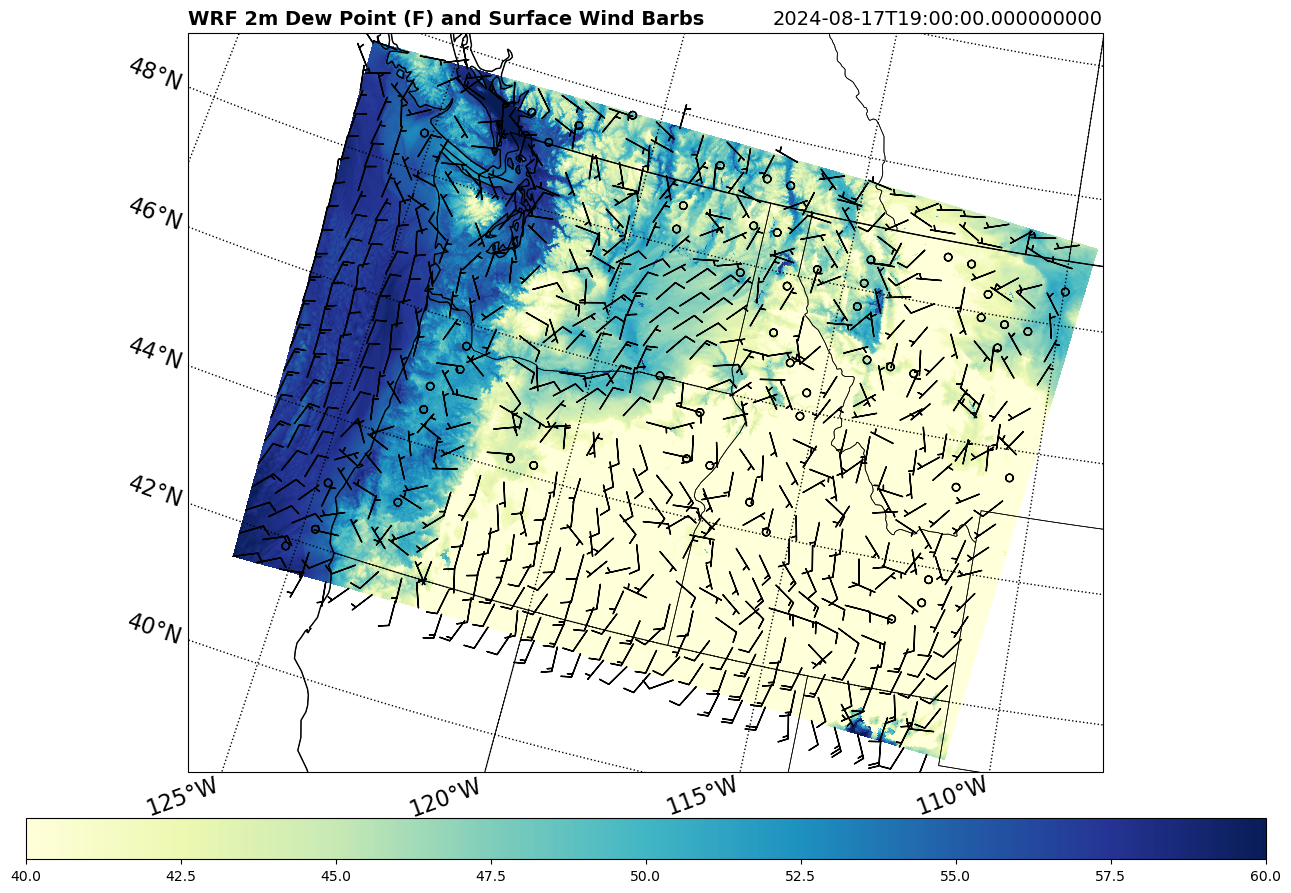 WRF 2m Dew Point (F) and Surface Wind Barbs
2024-08-17T19:00:00.000000000
48°N
46°N
44°N
42°N
40°N
125°W
120°W
115°W
110°W
40.0 42.5 45.0 47.5 50.0 52.5 55.0 57.5 60.0